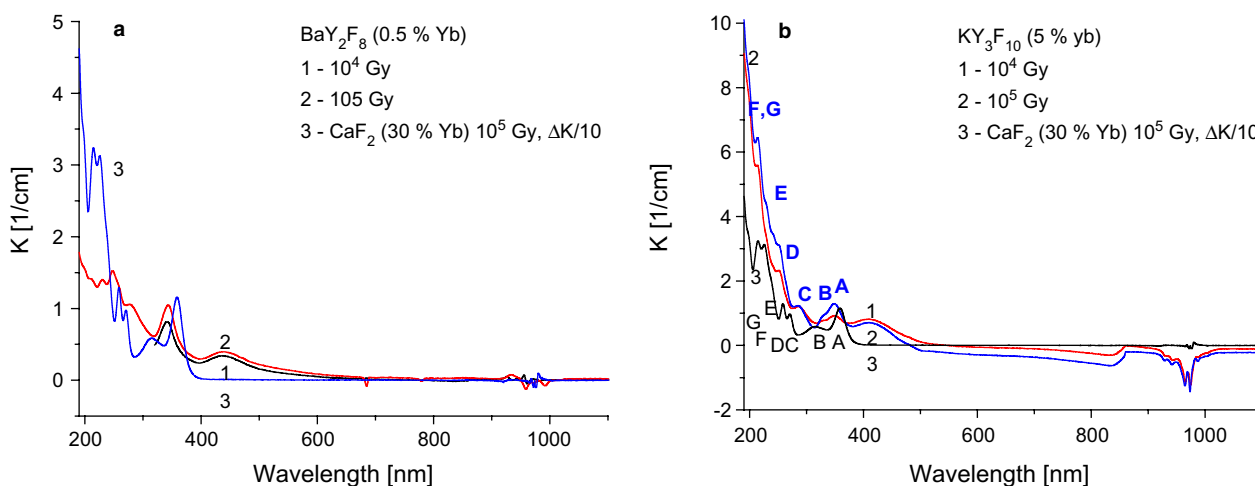 a
BaY2F8 (0.5 % Yb)
1 - 10^4 Gy
2 - 105 Gy
3 - CaF2 (30 % Yb) 10^5 Gy, ΔK/10
K [1/cm]
5
4
3
2
1
0
3
2
1
3
200 400 600 800 1000
Wavelength [nm]
b
KY3F10 (5 % yb)
1 - 10^4 Gy
2 - 10^5 Gy
3 - CaF2 (30 % Yb) 10^5 Gy, ΔK/10
K [1/cm]
10
8
6
4
2
0
-2
2
F,G
E
D
C B A
3
E
G
F
DC
B A
1
2
3
200 400 600 800 1000
Wavelength [nm]